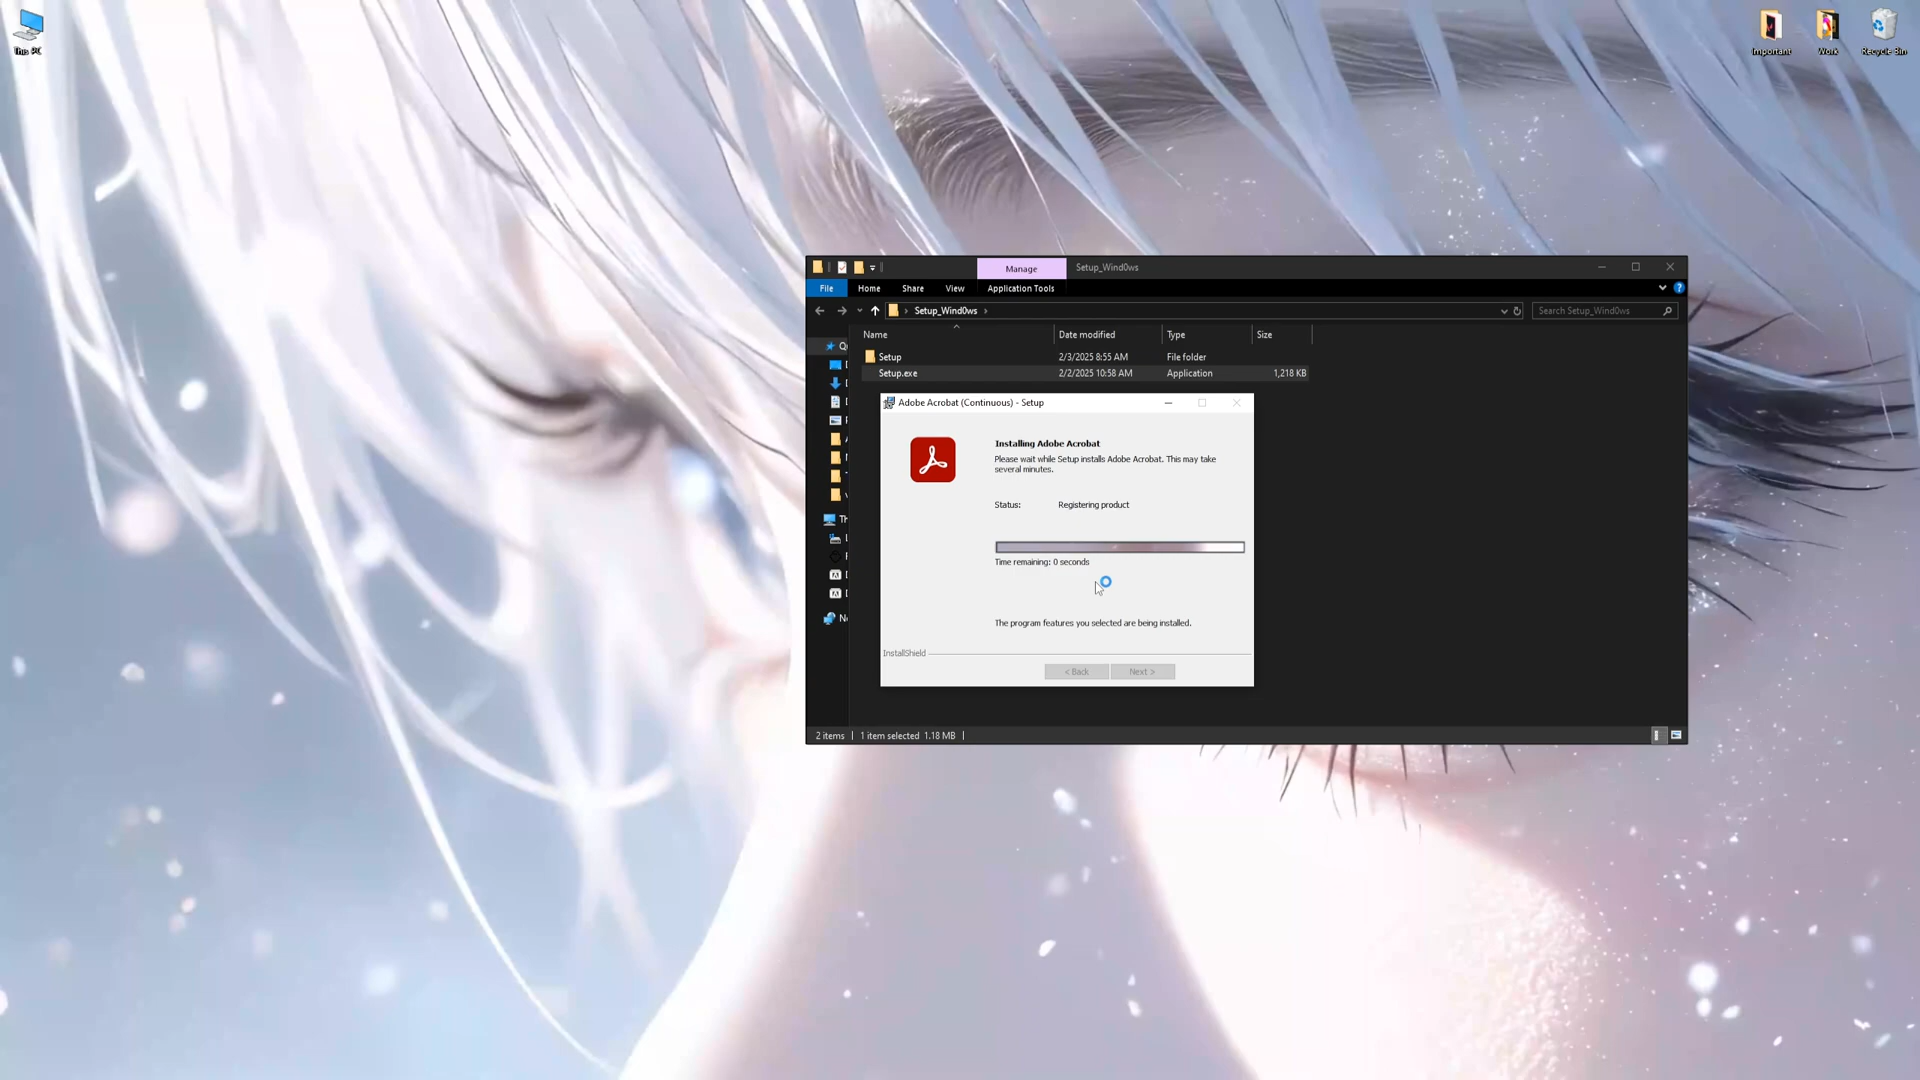 This PC
Important
Work
Recycle Bin
Manage
Setup_Wind0ws
File
Home
Share
View
Application Tools
Setup_Wind0ws
Search Setup_Wind0ws
Name
Date modified
Type
Size
Setup
2/3/2025 8:55 AM
File folder
Setup.exe
2/2/2025 10:58 AM
Application
1,218 KB
Adobe Acrobat (Continuous) - Setup
Installing Adobe Acrobat
Please wait while Setup installs Adobe Acrobat. This may take
several minutes.
Status:
Registering product
Time remaining: 0 seconds
The program features you selected are being installed.
InstallShield
< Back
Next >
2 items
1 item selected 1.18 MB